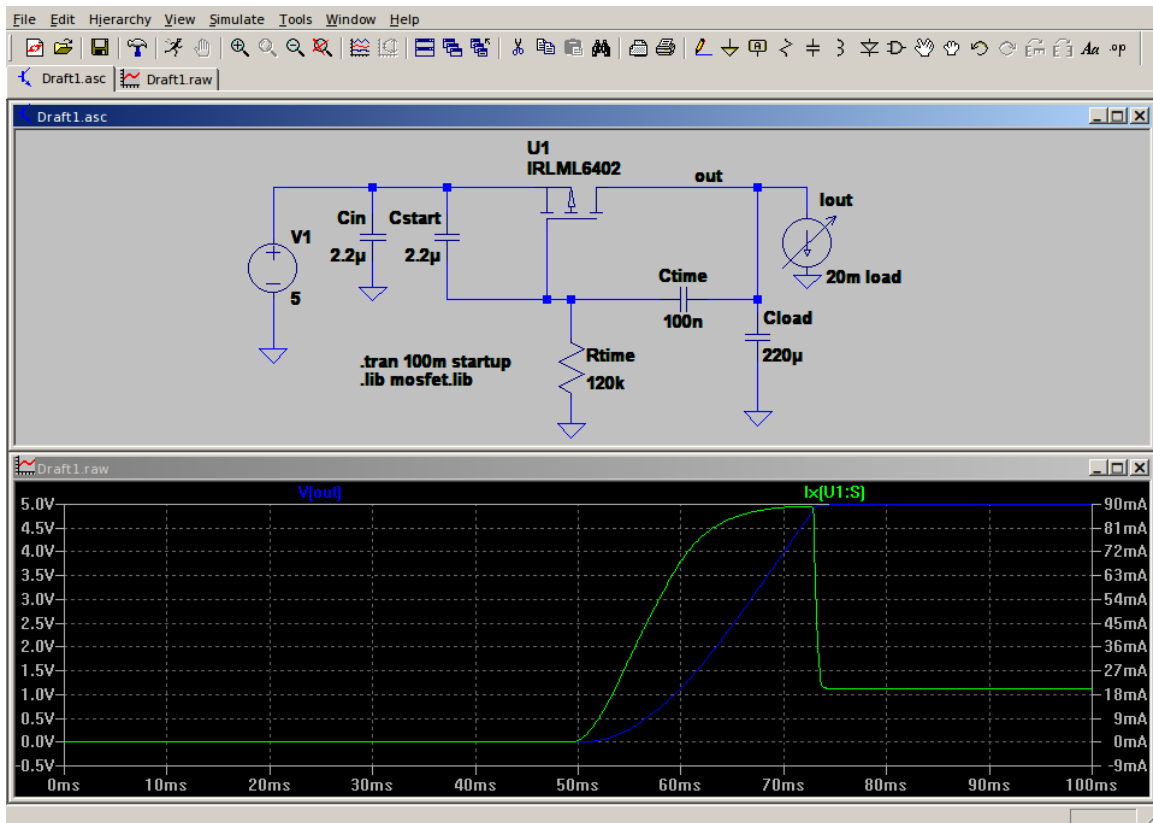 File Edit Hierarchy View Simulate Tools Window Help
Aa .op
Draft1.asc Draft1.raw
Draft1.asc
U1
IRLML6402
out
Iout
Cin Cstart
V1
2.2µ 2.2µ
Ctime
20m load
5
100n
Cload
.tran 100m startup
.lib mosfet.lib
Rtime
120k
220µ
Draft1.raw
V(out) Ix(U1:S)
5.0V 90mA
4.5V 81mA
4.0V 72mA
3.5V 63mA
3.0V 54mA
2.5V 45mA
2.0V 36mA
1.5V 27mA
1.0V 18mA
0.5V 9mA
0.0V 0mA
-0.5V -9mA
0ms 10ms 20ms 30ms 40ms 50ms 60ms 70ms 80ms 90ms 100ms